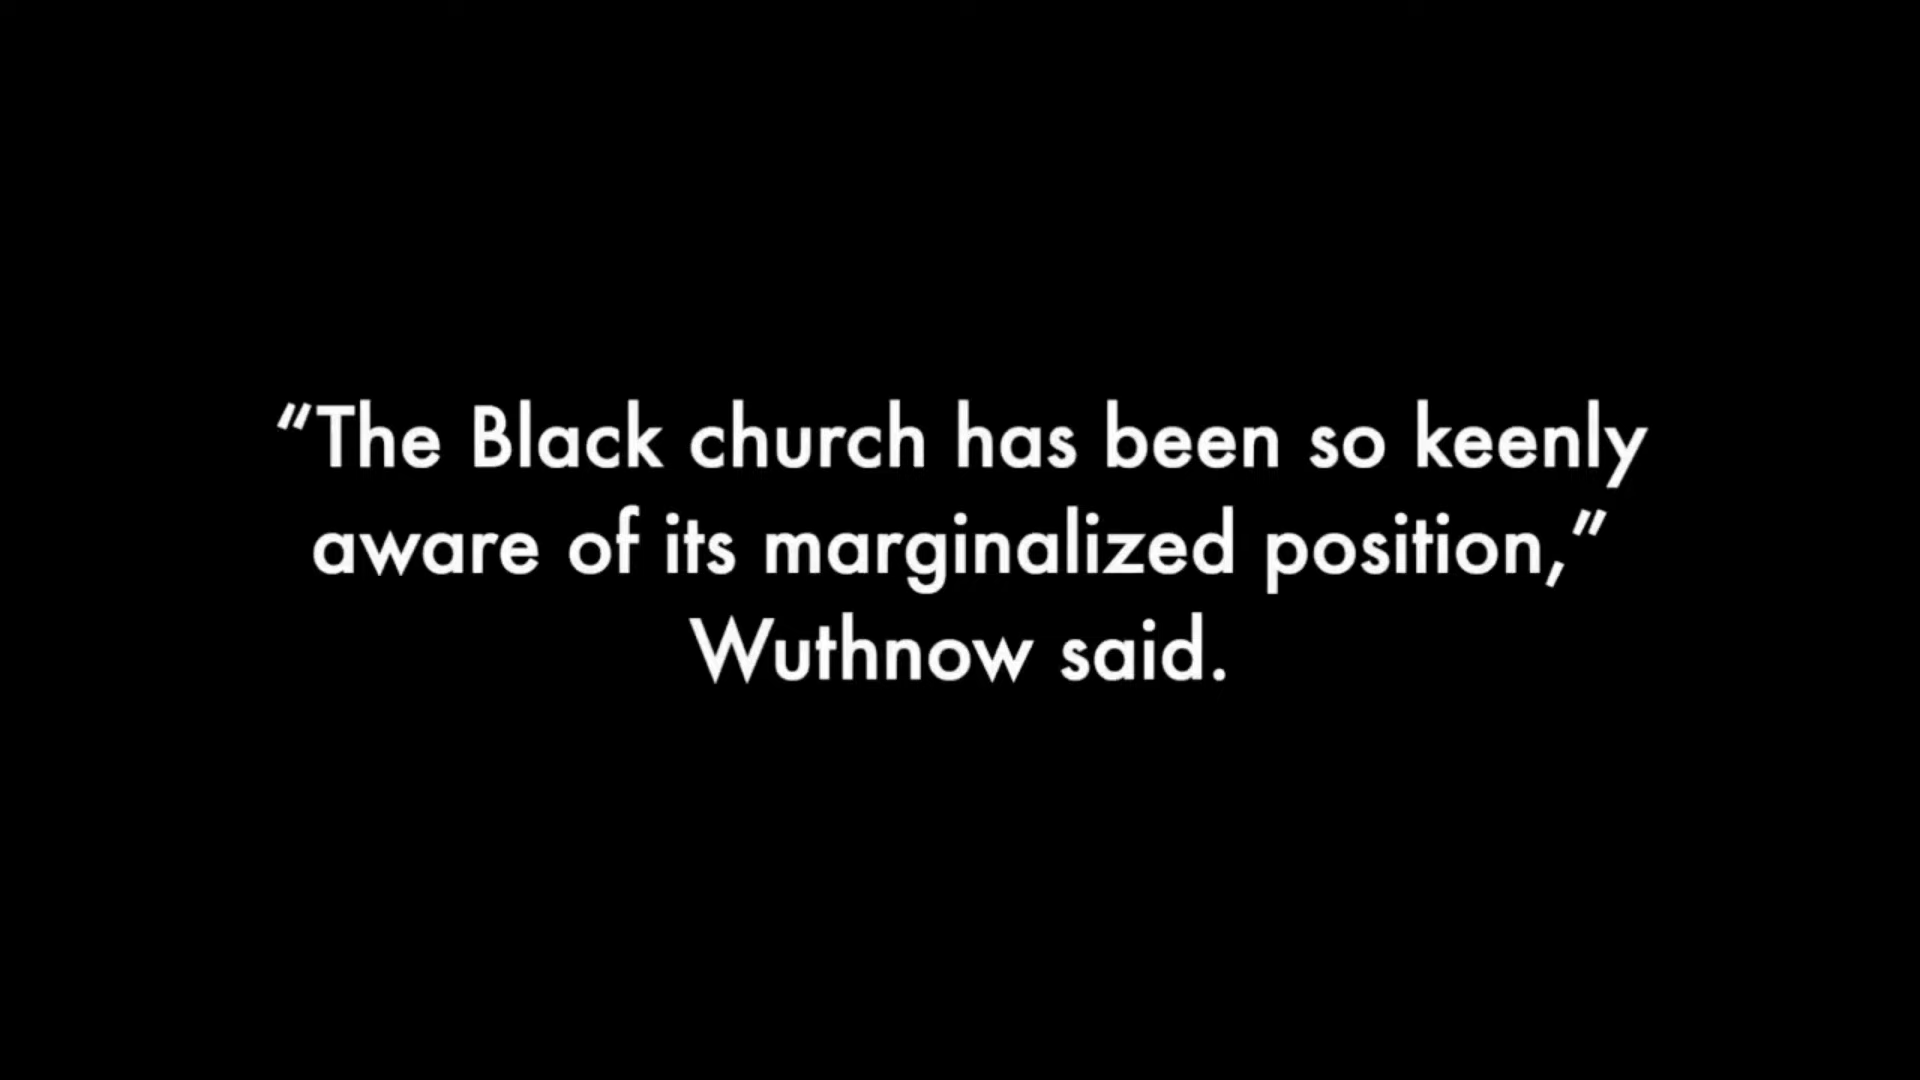 “The Black church has been so keenly
aware of its marginalized position,”
Wuthnow said.